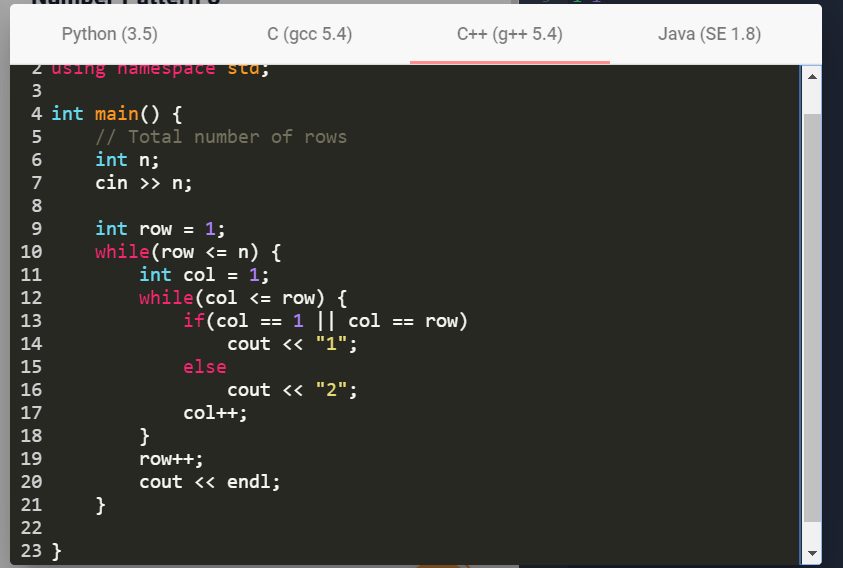 Number Pattern 6
Python (3.5) C (gcc 5.4) C++ (g++ 5.4) Java (SE 1.8)
2 using namespace std;
3
4 int main() {
5     // Total number of rows
6     int n;
7     cin >> n;
8
9     int row = 1;
10     while(row <= n) {
11         int col = 1;
12         while(col <= row) {
13             if(col == 1 || col == row)
14                 cout << "1";
15             else
16                 cout << "2";
17             col++;
18         }
19         row++;
20         cout << endl;
21     }
22
23 }